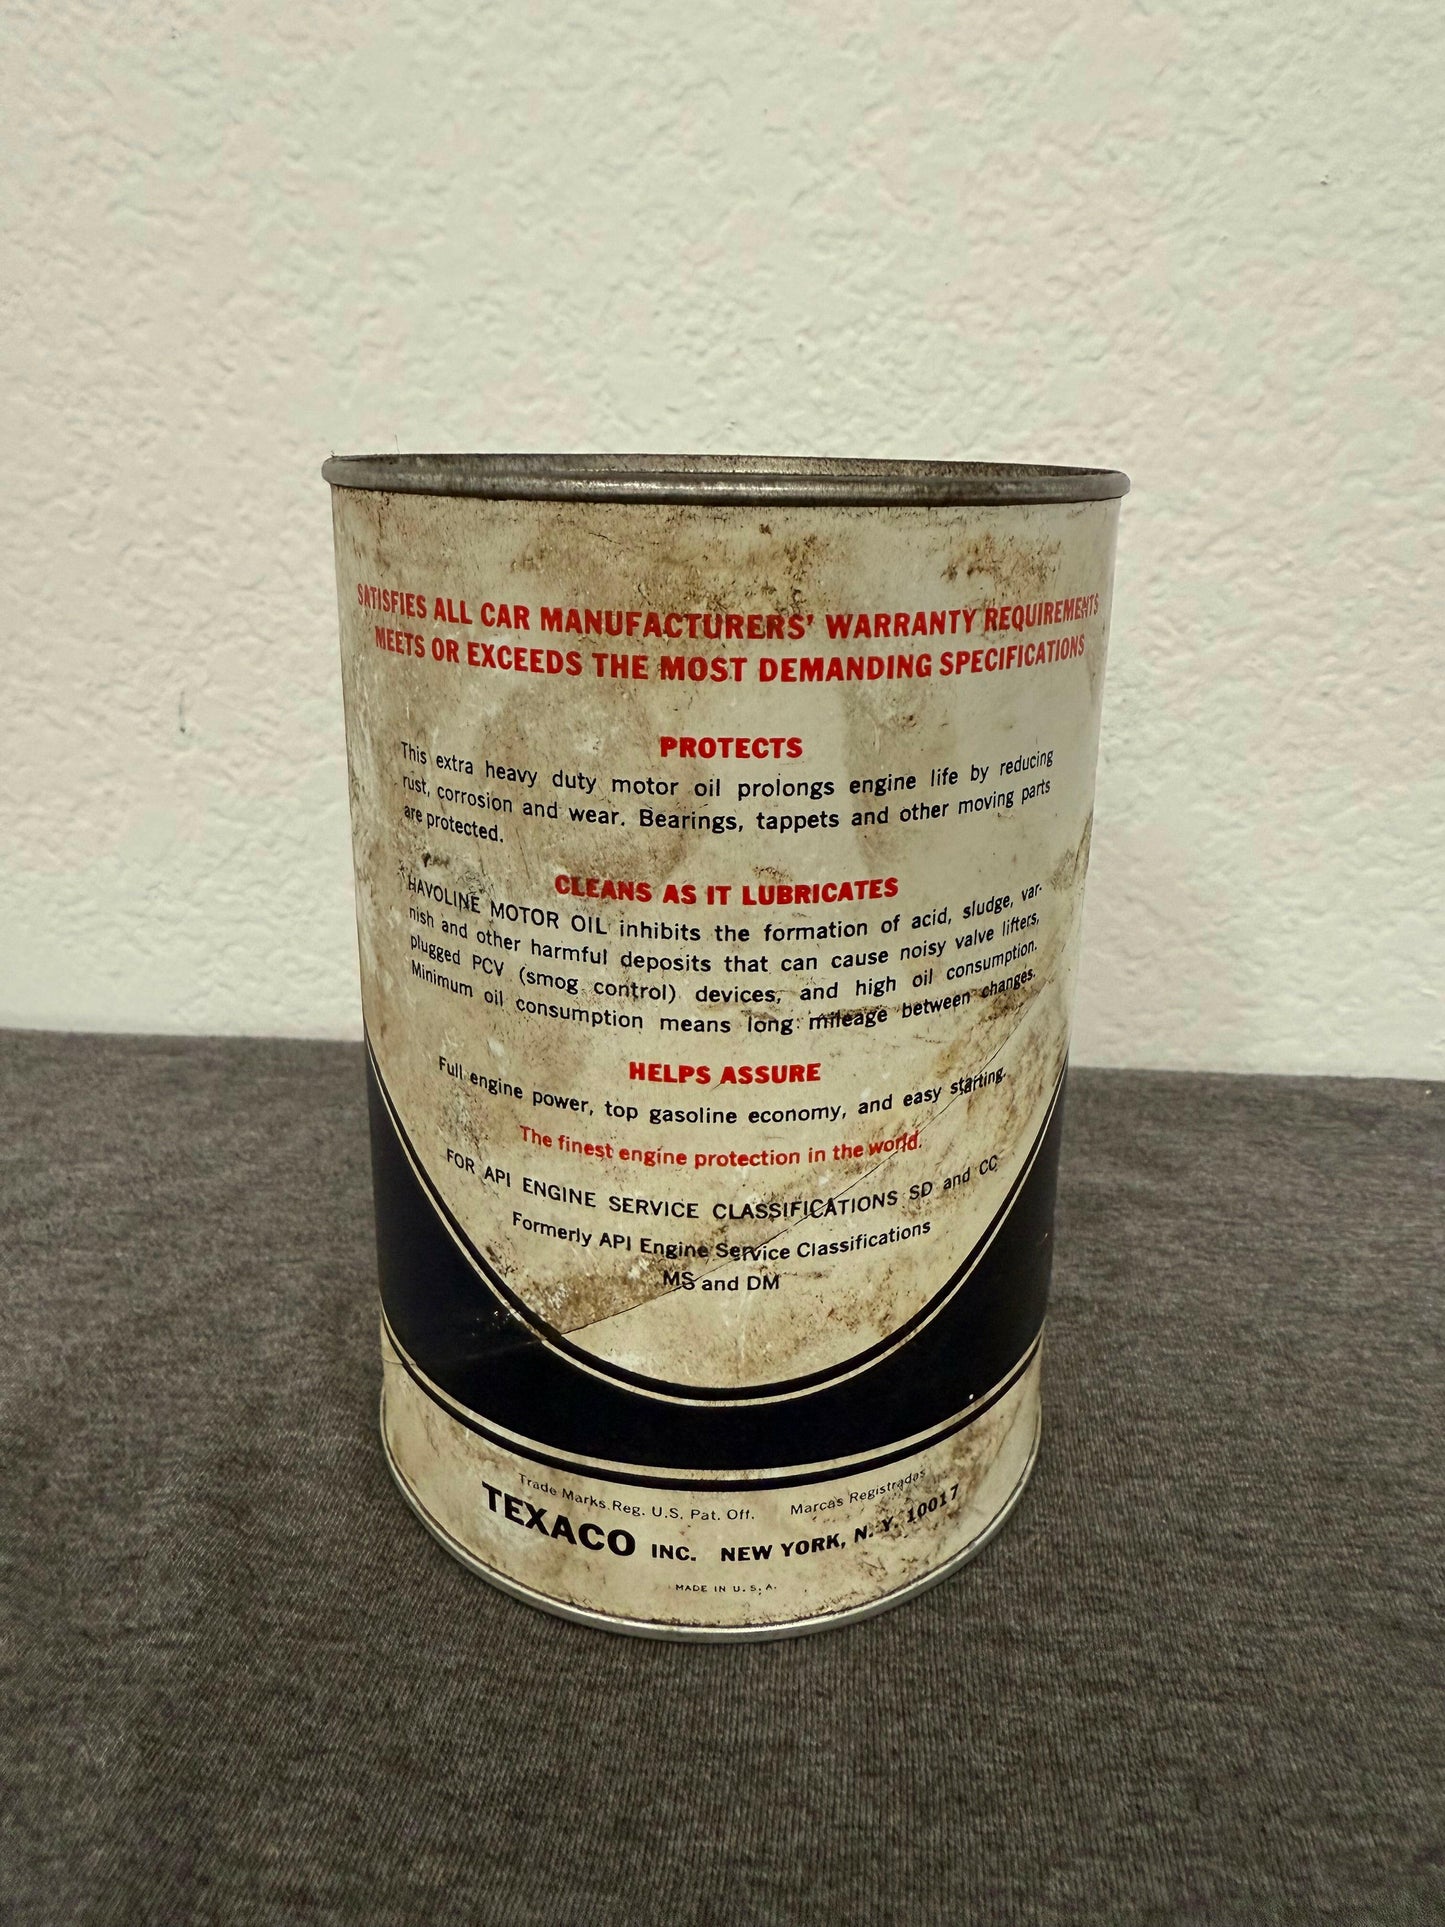 SATISFIES ALL CAR MANUFACTURERS' WARRANTY REQUIREMENTS
MEETS OR EXCEEDS THE MOST DEMANDING SPECIFICATIONS
PROTECTS
This extra heavy duty motor oil prolongs engine life by reducing
rust, corrosion and wear. Bearings, tappets and other moving parts
are protected.
CLEANS AS IT LUBRICATES
HAVOLINE MOTOR OIL inhibits the formation of acid, sludge, var-
nish and other harmful deposits that can cause noisy valve lifters,
plugged PCV (smog control) devices, and high oil consumption.
Minimum oil consumption means long mileage between changes.
HELPS ASSURE
Full engine power, top gasoline economy, and easy starting.
The finest engine protection in the world.
FOR API ENGINE SERVICE CLASSIFICATIONS SD and CC
Formerly API Engine Service Classifications
MS and DM
Trade Marks Reg. U.S. Pat. Off. Marcas Registradas
TEXACO INC. NEW YORK, N. Y. 10017
MADE IN U.S.A.